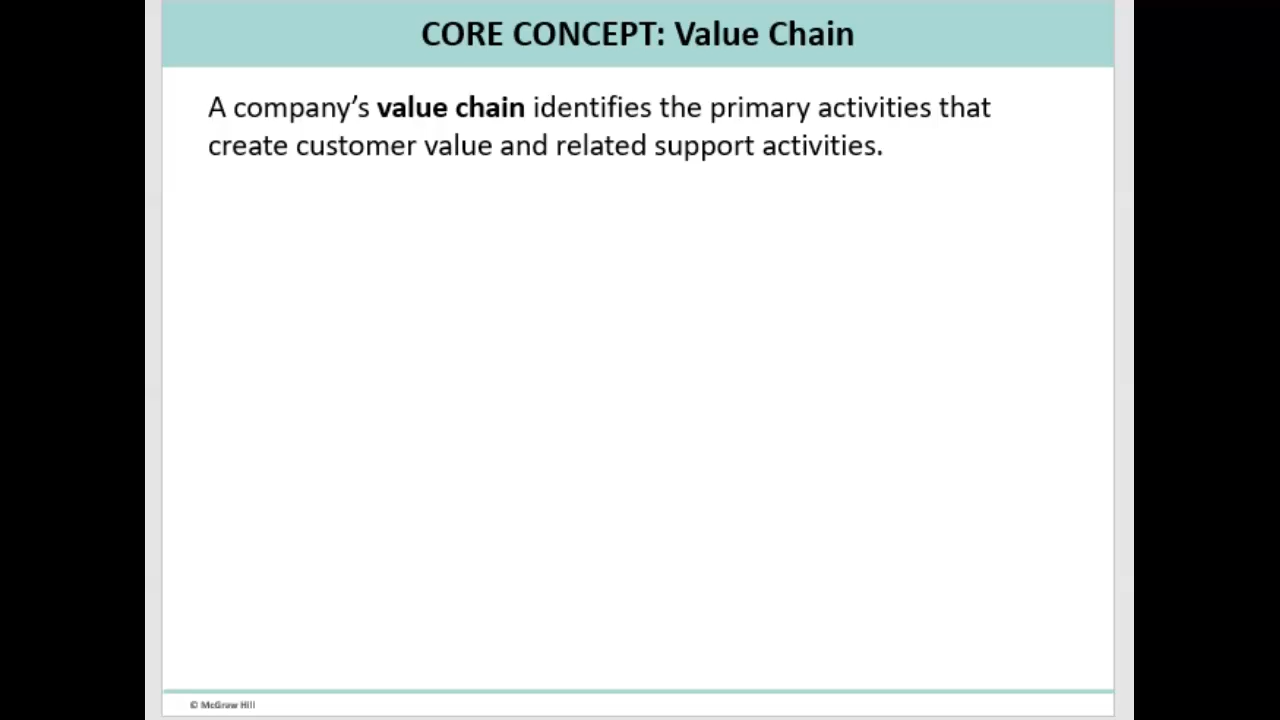 CORE CONCEPT: Value Chain
A company’s value chain identifies the primary activities that
create customer value and related support activities.
© McGraw Hill